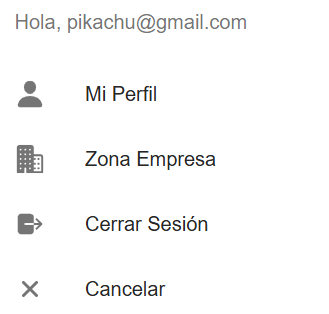 Hola, pikachu@gmail.com
Mi Perfil
Zona Empresa
Cerrar Sesión
Cancelar